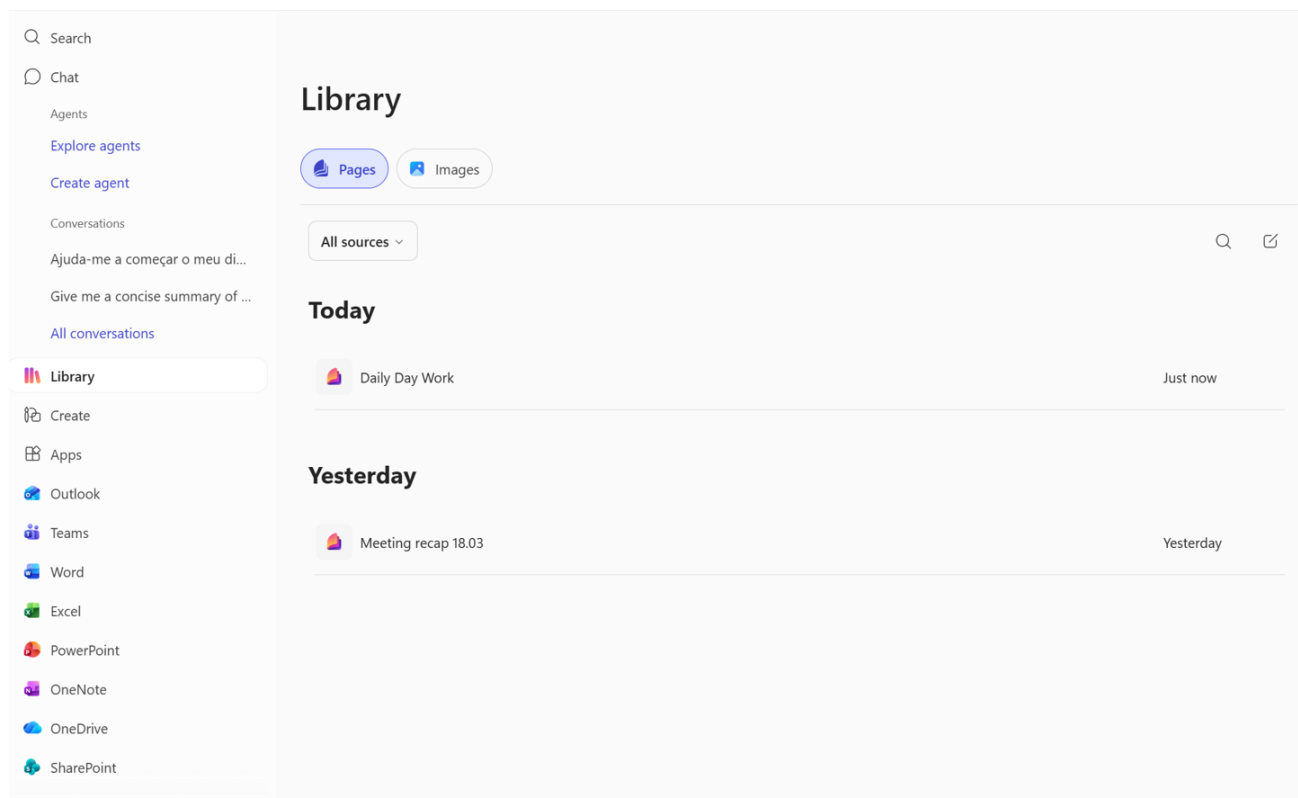 Search
Chat
Agents
Explore agents
Create agent
Conversations
Ajuda-me a começar o meu di...
Give me a concise summary of ...
All conversations
Library
Create
Apps
Outlook
Teams
Word
Excel
PowerPoint
OneNote
OneDrive
SharePoint
Library
Pages
Images
All sources
Today
Daily Day Work
Just now
Yesterday
Meeting recap 18.03
Yesterday